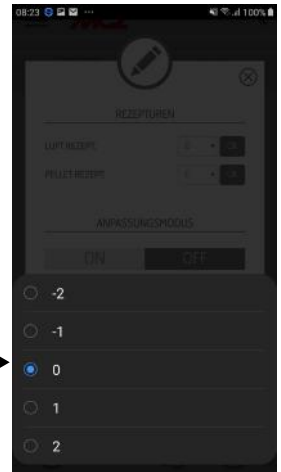 08:23 ... 100%
MCZ
REZEPTUREN
LUFT REZEPT. 0 OK
PELLET REZEPT 0 OK
ANPASSUNGSMODUS
ON OFF
-2
-1
0
1
2